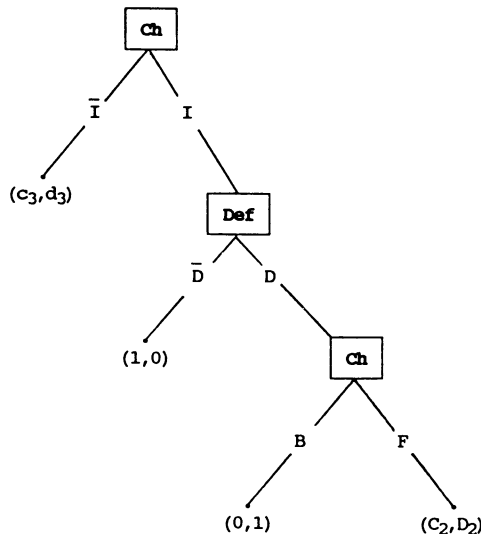 Ch
Ī I
(c₃,d₃)
Def
D̄ D
(1,0)
Ch
B F
(0,1) (C₂,D₂)